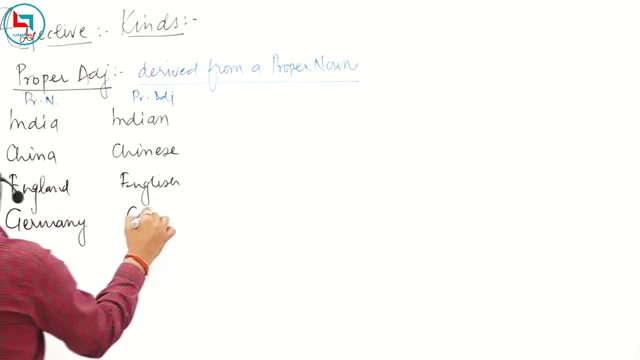 Adjective :- Kinds:-
Proper Adj:- derived from a Proper Noun
Pr. N. Pr. Adj
India Indian
China Chinese
England English
Germany G